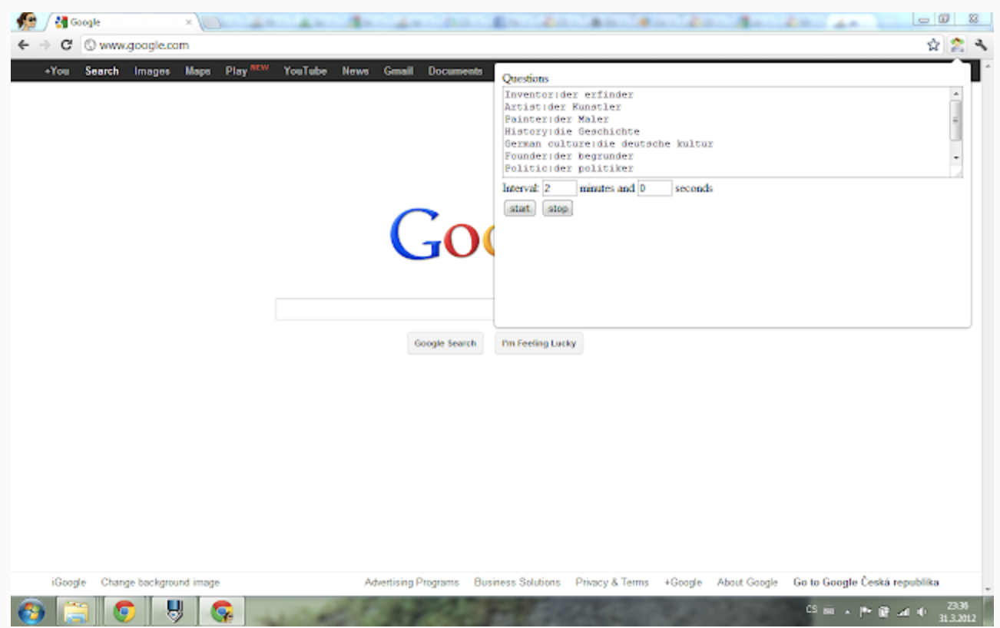 Google
www.google.com
+You Search Images Maps Play NEW YouTube News Gmail Documents
Questions
Inventor:der erfinder
Artist:der Kunstler
Painter:der Maler
History:die Geschichte
German culture:die deutsche kultur
Founder:der begrunder
Politic:der politiker
Interval: 2 minutes and 0 seconds
start stop
Goo
Google Search I'm Feeling Lucky
iGoogle Change background image Advertising Programs Business Solutions Privacy & Terms +Google About Google Go to Google Česká republika
CS
23:36
31.3.2012